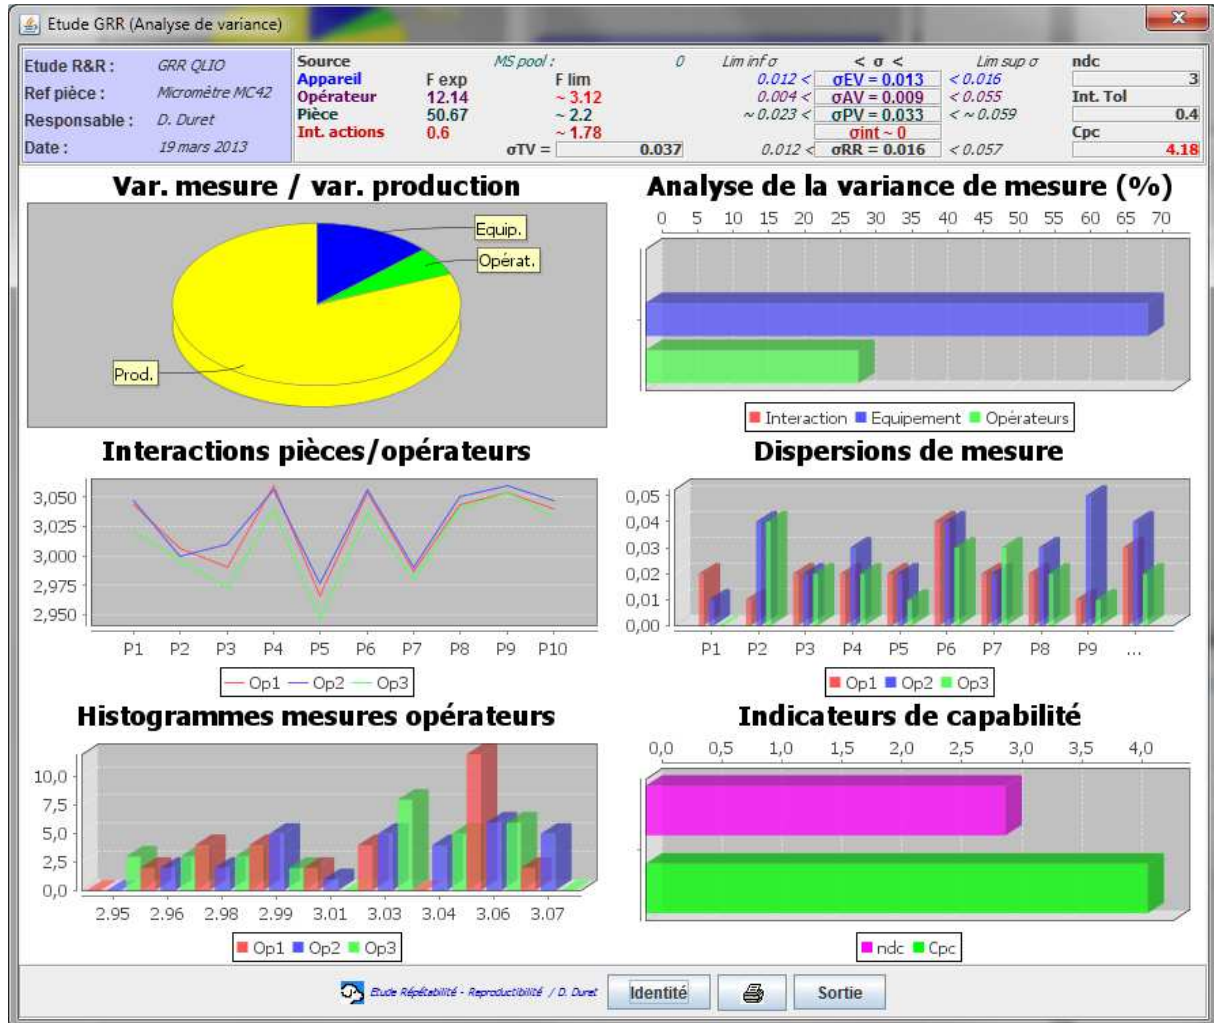 Etude GRR (Analyse de variance)
Etude R&R : GRR QLIO
Ref pièce : Micromètre MC42
Responsable : D. Duret
Date : 19 mars 2013
Source MS pool : 0 Lim inf σ < σ < Lim sup σ ndc
Appareil F exp F lim 0.012 < σEV = 0.013 < 0.016 3
Opérateur 12.14 ~ 3.12 0.004 < σAV = 0.009 < 0.055 Int. Tol
Pièce 50.67 ~ 2.2 ~ 0.023 < σPV = 0.033 < ~ 0.059 0.4
Int. actions 0.6 ~ 1.78 σint ~ 0 Cpc
σTV = 0.037 0.012 < σRR = 0.016 < 0.057 4.18
Var. mesure / var. production
Equip.
Opérat.
Prod.
Analyse de la variance de mesure (%)
0 5 10 15 20 25 30 35 40 45 50 55 60 65 70
Interaction Equipement Opérateurs
Interactions pièces/opérateurs
3,050
3,025
3,000
2,975
2,950
P1 P2 P3 P4 P5 P6 P7 P8 P9 P10
Op1 Op2 Op3
Dispersions de mesure
0,05
0,04
0,03
0,02
0,01
0,00
P1 P2 P3 P4 P5 P6 P7 P8 P9 ...
Op1 Op2 Op3
Histogrammes mesures opérateurs
10,0
7,5
5,0
2,5
0,0
2.95 2.96 2.98 2.99 3.01 3.03 3.04 3.06 3.07
Op1 Op2 Op3
Indicateurs de capabilité
0,0 0,5 1,0 1,5 2,0 2,5 3,0 3,5 4,0
ndc Cpc
Etude Répétabilité - Reproductibilité / D. Duret
Identité
Sortie